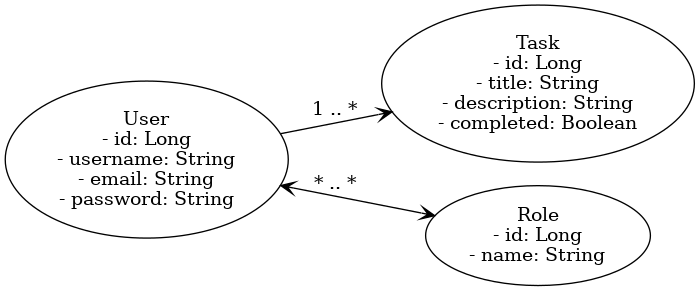 User
- id: Long
- username: String
- email: String
- password: String
1 .. *
* .. *
Task
- id: Long
- title: String
- description: String
- completed: Boolean
Role
- id: Long
- name: String